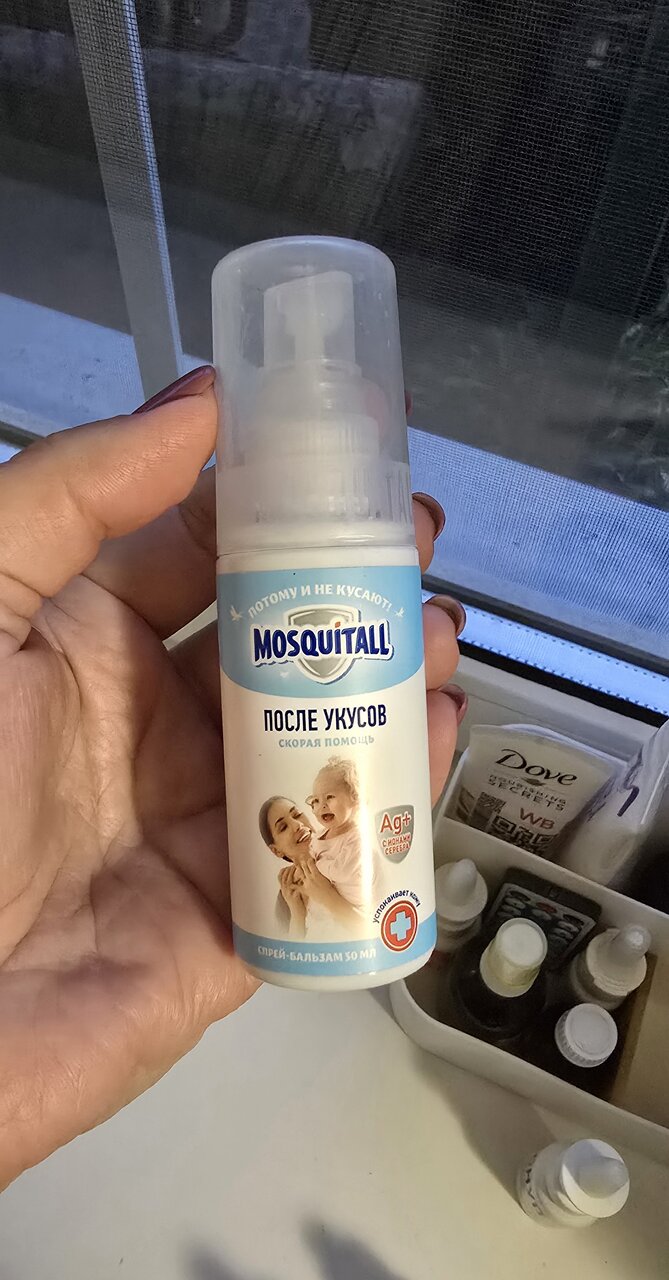 ПОТОМУ И НЕ КУСАЮТ!
MOSQUITALL
ПОСЛЕ УКУСОВ
СКОРАЯ ПОМОЩЬ
Ag+
С ИОНАМИ
СЕРЕБРА
успокаивает кожу
СПРЕЙ-БАЛЬЗАМ 50 МЛ
Dove
NOURISHING
SECRETS
WB